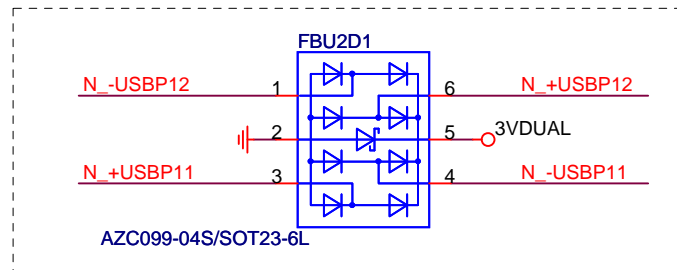 FBU2D1
N_-USBP12 1 6 N_+USBP12
2 5 3VDUAL
N_+USBP11 3 4 N_-USBP11
AZC099-04S/SOT23-6L